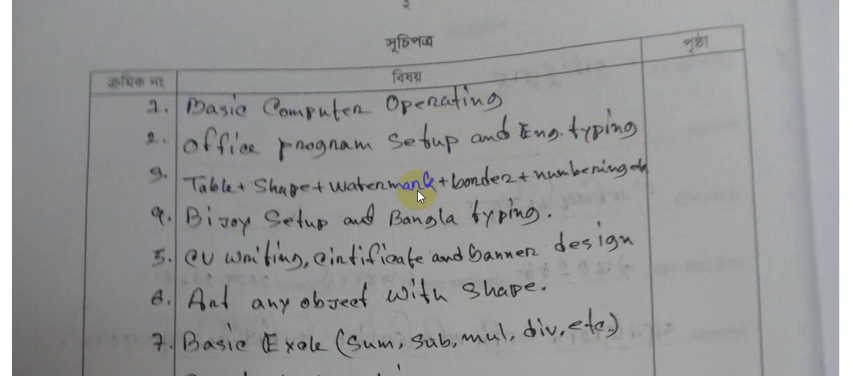 ২
সূচিপত্র
ক্রমিক নং বিষয় পৃষ্ঠা
1. Basic Computer Operating
2. Office program Setup and Eng. typing
3. Table + Shape + watermark + border + numbering
4. Bijoy Setup and Bangla typing.
5. CV writing, cirtificate and banner design
6. Art any object with shape.
7. Basic Exale (Sum, Sub, mul, div, etc.)